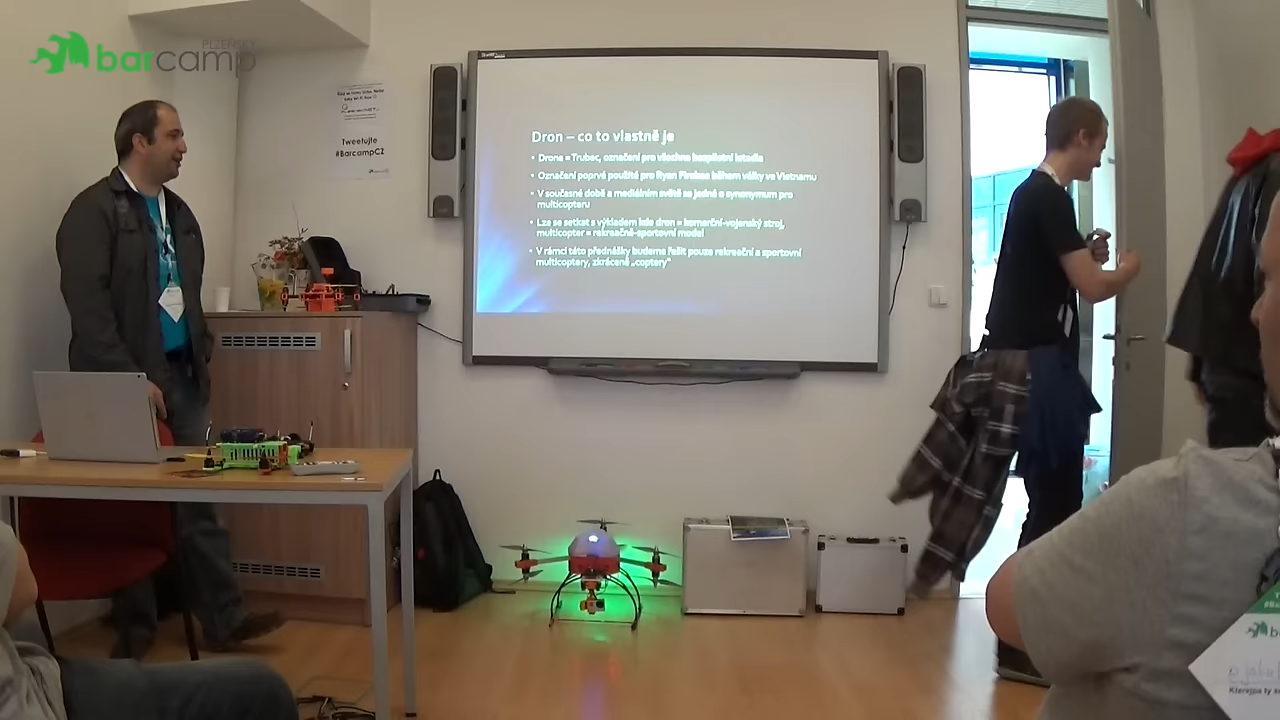 PLZEŇSKÝ
barcamp
Tweetujte
#BarcampCZ
Dron – co to vlastně je
• Drone = Trubec, označení pro všechna bezpilotní letadla
• Označení poprvé použité pro Ryan Firebee během války ve Vietnamu
• V současné době a mediálním světě se jedná o synonymum pro
multicopteru
• Lze se setkat s výkladem kde dron = komerční-vojenský stroj,
multicopter = rekreačně-sportovní model
• V rámci této přednášky budeme řešit pouze rekreační a sportovní
multicoptery, zkráceně „coptery“